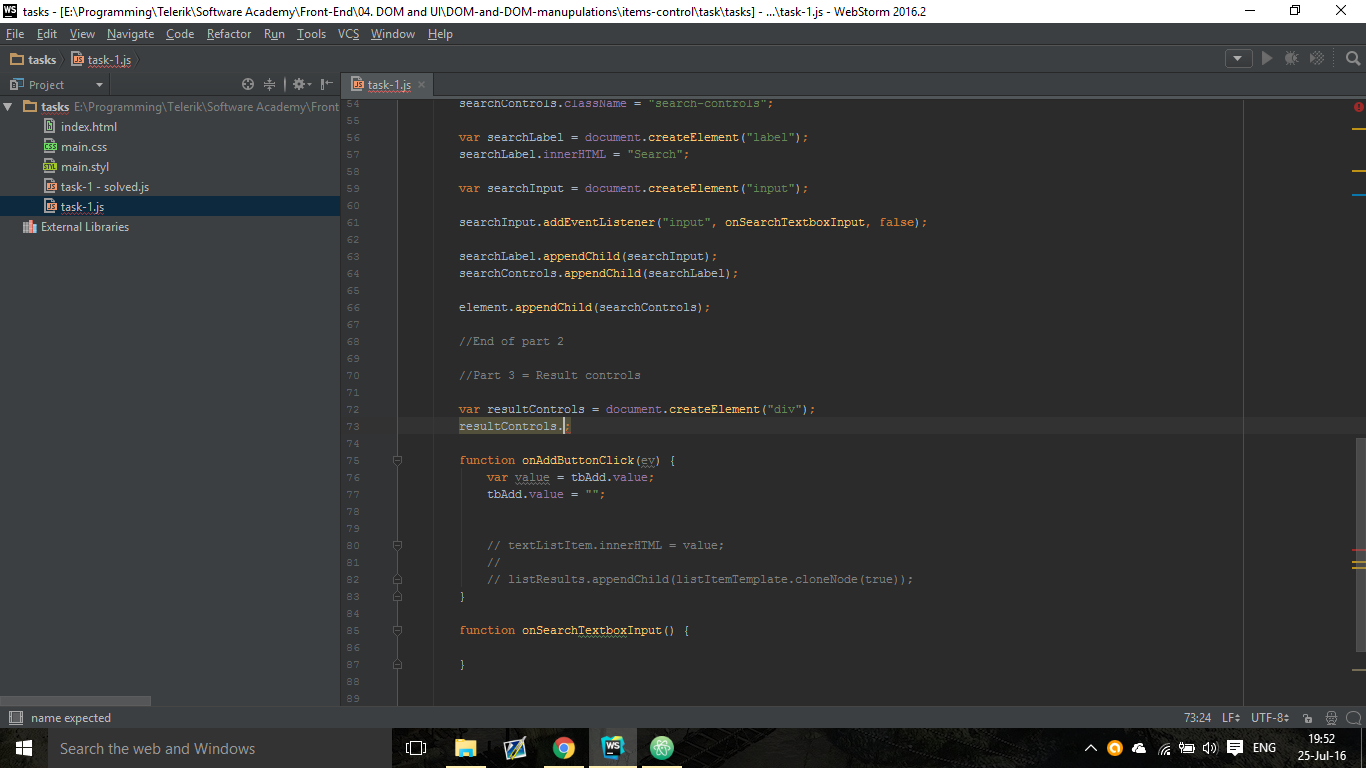 tasks - [E:\Programming\Telerik\Software Academy\Front-End\04. DOM and UI\DOM-and-DOM-manupulations\items-control\task\tasks] - ...\task-1.js - WebStorm 2016.2
File Edit View Navigate Code Refactor Run Tools VCS Window Help
tasks task-1.js
Project
task-1.js
tasks E:\Programming\Telerik\Software Academy\Front
index.html
main.css
main.styl
task-1 - solved.js
task-1.js
External Libraries
54 searchControls.className = "search-controls";
55
56 var searchLabel = document.createElement("label");
57 searchLabel.innerHTML = "Search";
58
59 var searchInput = document.createElement("input");
60
61 searchInput.addEventListener("input", onSearchTextboxInput, false);
62
63 searchLabel.appendChild(searchInput);
64 searchControls.appendChild(searchLabel);
65
66 element.appendChild(searchControls);
67
68 //End of part 2
69
70 //Part 3 = Result controls
71
72 var resultControls = document.createElement("div");
73 resultControls.;
74
75 function onAddButtonClick(ev) {
76 var value = tbAdd.value;
77 tbAdd.value = "";
78
79
80 // textListItem.innerHTML = value;
81 //
82 // listResults.appendChild(listItemTemplate.cloneNode(true));
83 }
84
85 function onSearchTextboxInput() {
86
87 }
88
89
name expected
73:24 LF UTF-8
Search the web and Windows
ENG
19:52
25-Jul-16